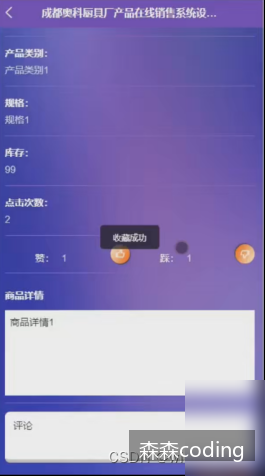 成都奥科厨具厂产品在线销售系统设...
产品类别：
产品类别1
规格：
规格1
库存：
99
点击次数：
2
收藏成功
赞： 1 踩： 1
商品详情
商品详情1
评论
森森coding